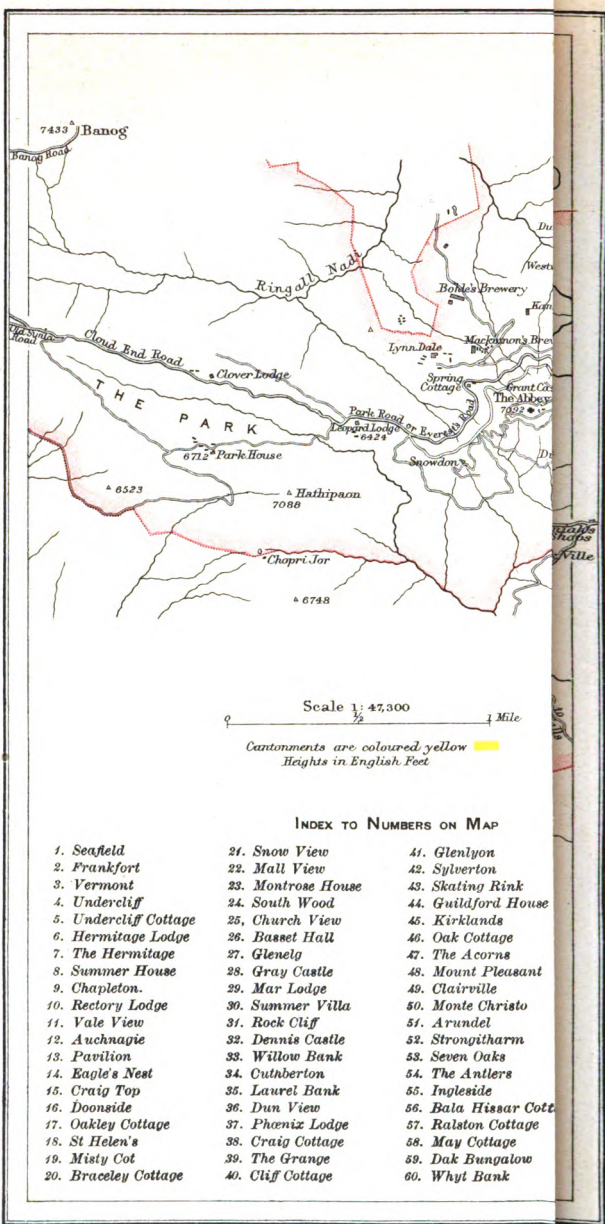 7433 Banog
Banog Road
Ringall Nadi
Bohle's Brewery
Old Synia Road
Cloud End Road
Lynn Dale
Mackinnon's Brew
Clover Lodge
Spring Cottage
Grant Cas
The Abbey
7092
THE PARK
Park Road or Everest's Road
Leopard Lodge
6424
6712 Park House
Snowdon
6523
Hathipaon
7088
Chopri Jor
Ville
6748
Scale 1: 47,300
0 ½ 1 Mile
Cantonments are coloured yellow
Heights in English Feet
INDEX TO NUMBERS ON MAP
1. Seafield
2. Frankfort
3. Vermont
4. Undercliff
5. Undercliff Cottage
6. Hermitage Lodge
7. The Hermitage
8. Summer House
9. Chapleton.
10. Rectory Lodge
11. Vale View
12. Auchnagie
13. Pavilion
14. Eagle's Nest
15. Craig Top
16. Doonside
17. Oakley Cottage
18. St Helen's
19. Misty Cot
20. Braceley Cottage
21. Snow View
22. Mall View
23. Montrose House
24. South Wood
25, Church View
26. Basset Hall
27. Glenelg
28. Gray Castle
29. Mar Lodge
30. Summer Villa
31. Rock Cliff
32. Dennis Castle
33. Willow Bank
34. Cuthberton
35. Laurel Bank
36. Dun View
37. Phœnix Lodge
38. Craig Cottage
39. The Grange
40. Cliff Cottage
41. Glenlyon
42. Sylverton
43. Skating Rink
44. Guildford House
45. Kirklands
46. Oak Cottage
47. The Acorns
48. Mount Pleasant
49. Clairville
50. Monte Christo
51. Arundel
52. Strongitharm
53. Seven Oaks
54. The Antlers
55. Ingleside
56. Bala Hissar Cott
57. Ralston Cottage
58. May Cottage
59. Dak Bungalow
60. Whyt Bank